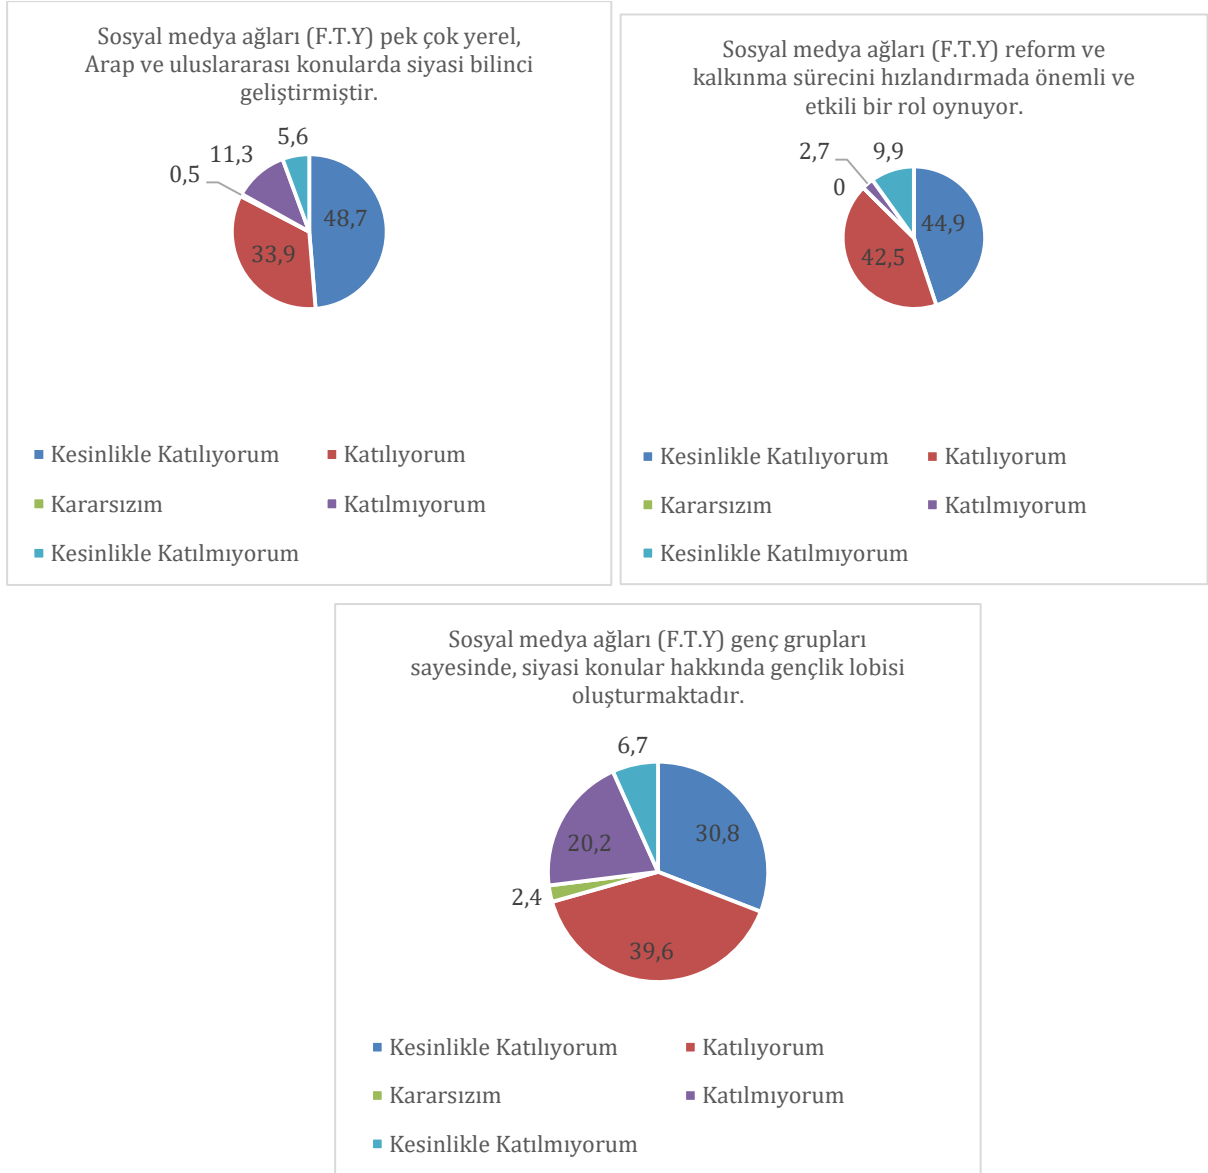 Sosyal medya ağları (F.T.Y) pek çok yerel,
Arap ve uluslararası konularda siyasi bilinci
geliştirmiştir.
5,6
11,3
0,5
48,7
33,9
Kesinlikle Katılıyorum
Katılıyorum
Kararsızım
Katılmıyorum
Kesinlikle Katılmıyorum
Sosyal medya ağları (F.T.Y) reform ve
kalkınma sürecini hızlandırmada önemli ve
etkili bir rol oynuyor.
2,7
9,9
0
44,9
42,5
Kesinlikle Katılıyorum
Katılıyorum
Kararsızım
Katılmıyorum
Kesinlikle Katılmıyorum
Sosyal medya ağları (F.T.Y) genç grupları
sayesinde, siyasi konular hakkında gençlik lobisi
oluşturmaktadır.
6,7
30,8
20,2
2,4
39,6
Kesinlikle Katılıyorum
Katılıyorum
Kararsızım
Katılmıyorum
Kesinlikle Katılmıyorum